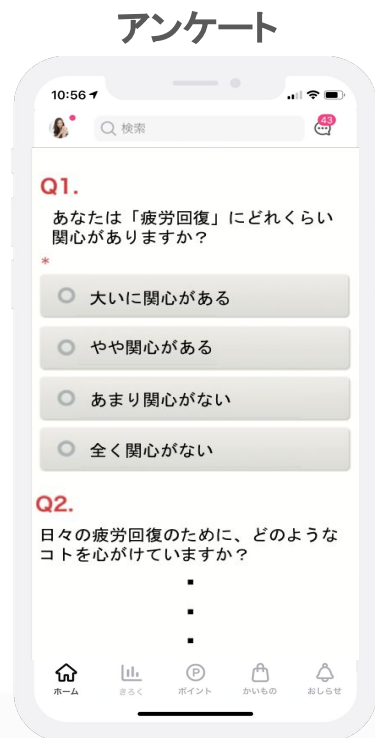 アンケート
10:56
検索
43
Q1.
あなたは「疲労回復」にどれくらい
関心がありますか？
*
大いに関心がある
やや関心がある
あまり関心がない
全く関心がない
Q2.
日々の疲労回復のために、どのような
コトを心がけていますか？
ホーム
きろく
P
ポイント
かいもの
おしらせ